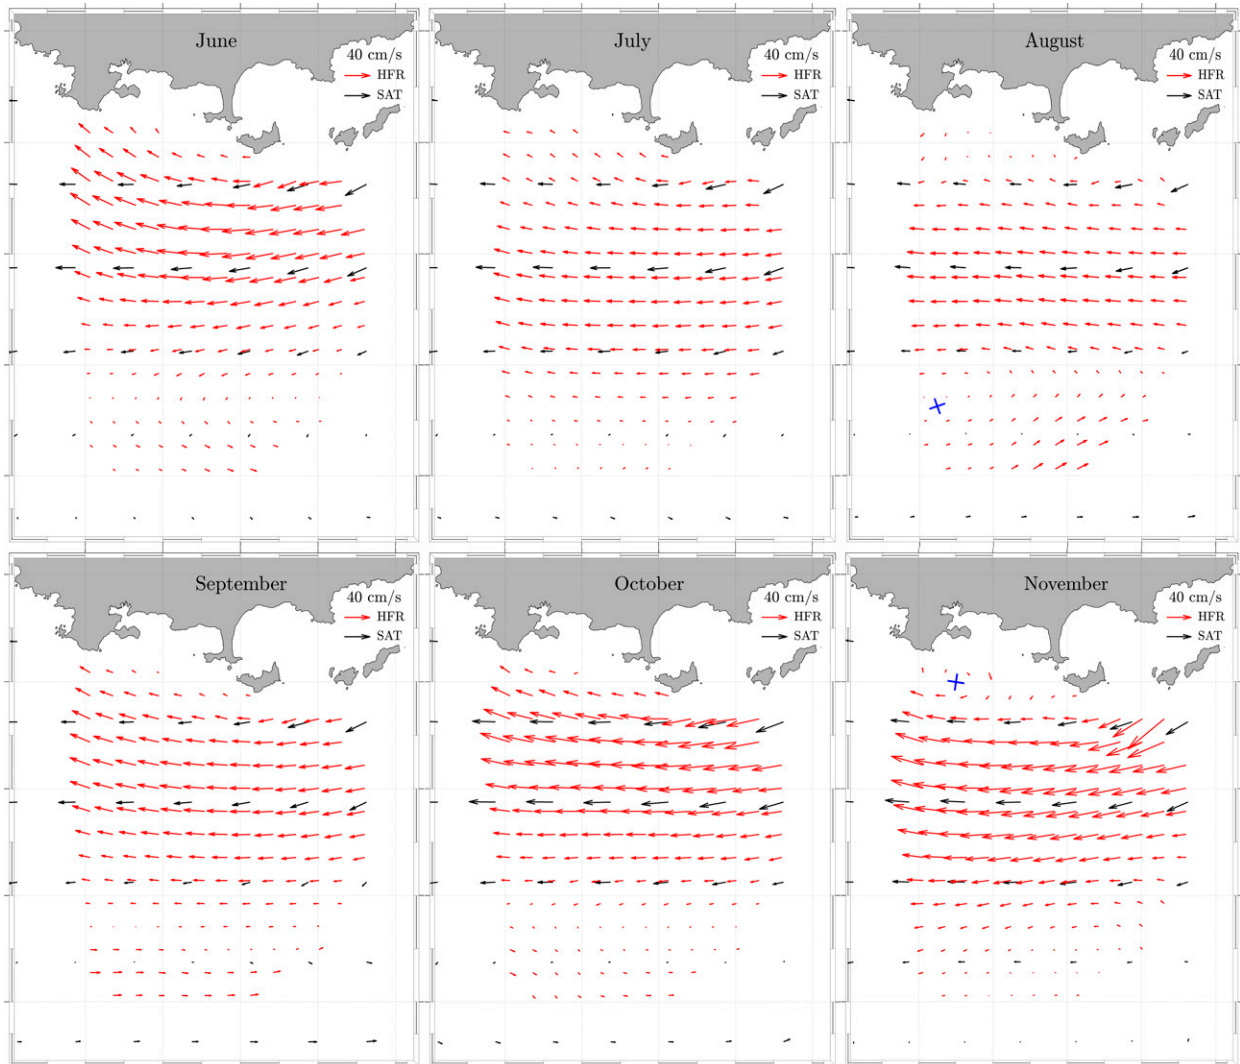 June
40 cm/s
HFR
SAT
July
40 cm/s
HFR
SAT
August
40 cm/s
HFR
SAT
September
40 cm/s
HFR
SAT
October
40 cm/s
HFR
SAT
November
40 cm/s
HFR
SAT